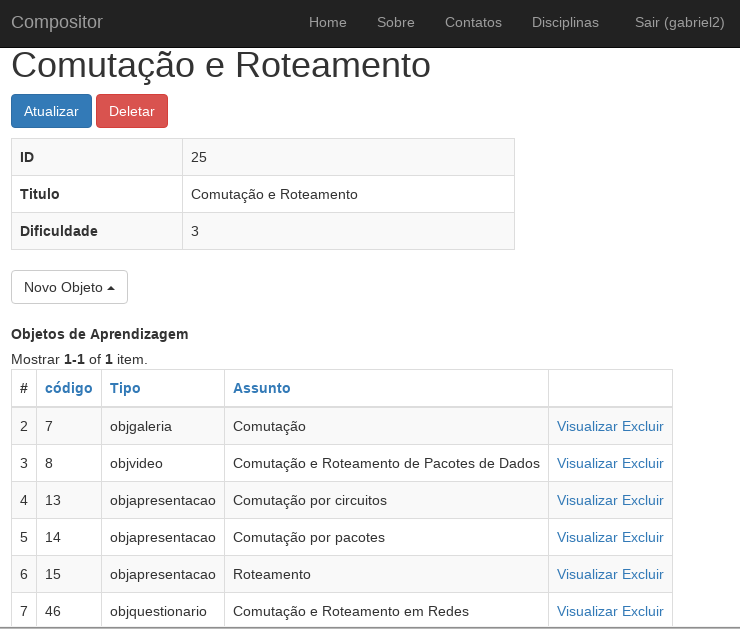 Compositor Home Sobre Contatos Disciplinas Sair (gabriel2)
Comutação e Roteamento
Atualizar Deletar
ID 25
Titulo Comutação e Roteamento
Dificuldade 3
Novo Objeto
Objetos de Aprendizagem
Mostrar 1-1 of 1 item.
# código Tipo Assunto
2 7 objgaleria Comutação Visualizar Excluir
3 8 objvideo Comutação e Roteamento de Pacotes de Dados Visualizar Excluir
4 13 objapresentacao Comutação por circuitos Visualizar Excluir
5 14 objapresentacao Comutação por pacotes Visualizar Excluir
6 15 objapresentacao Roteamento Visualizar Excluir
7 46 objquestionario Comutação e Roteamento em Redes Visualizar Excluir